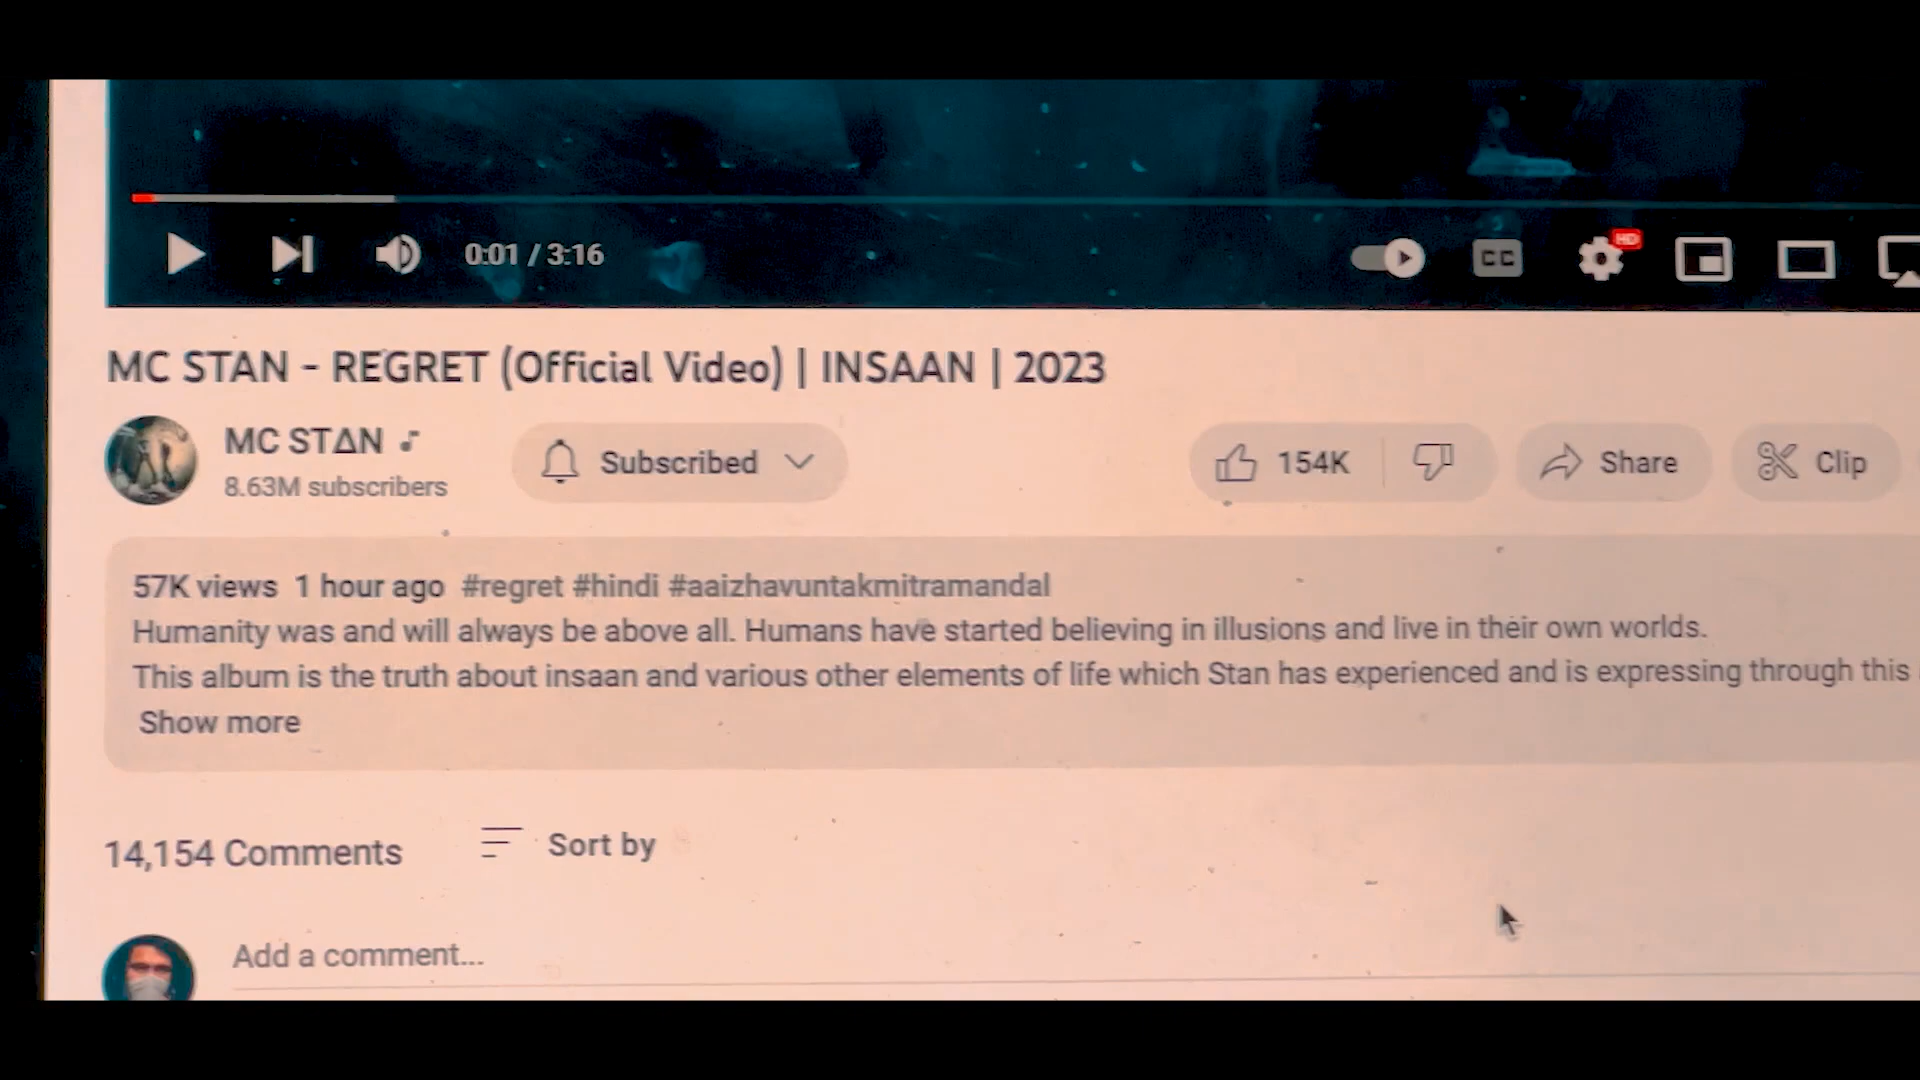 0:01 / 3:16
CC
HD
MC STAN - REGRET (Official Video) | INSAAN | 2023
MC STΔN
8.63M subscribers
Subscribed
154K
Share
Clip
57K views 1 hour ago #regret #hindi #aaizhavuntakmitramandal
Humanity was and will always be above all. Humans have started believing in illusions and live in their own worlds.
This album is the truth about insaan and various other elements of life which Stan has experienced and is expressing through this
Show more
14,154 Comments
Sort by
Add a comment...